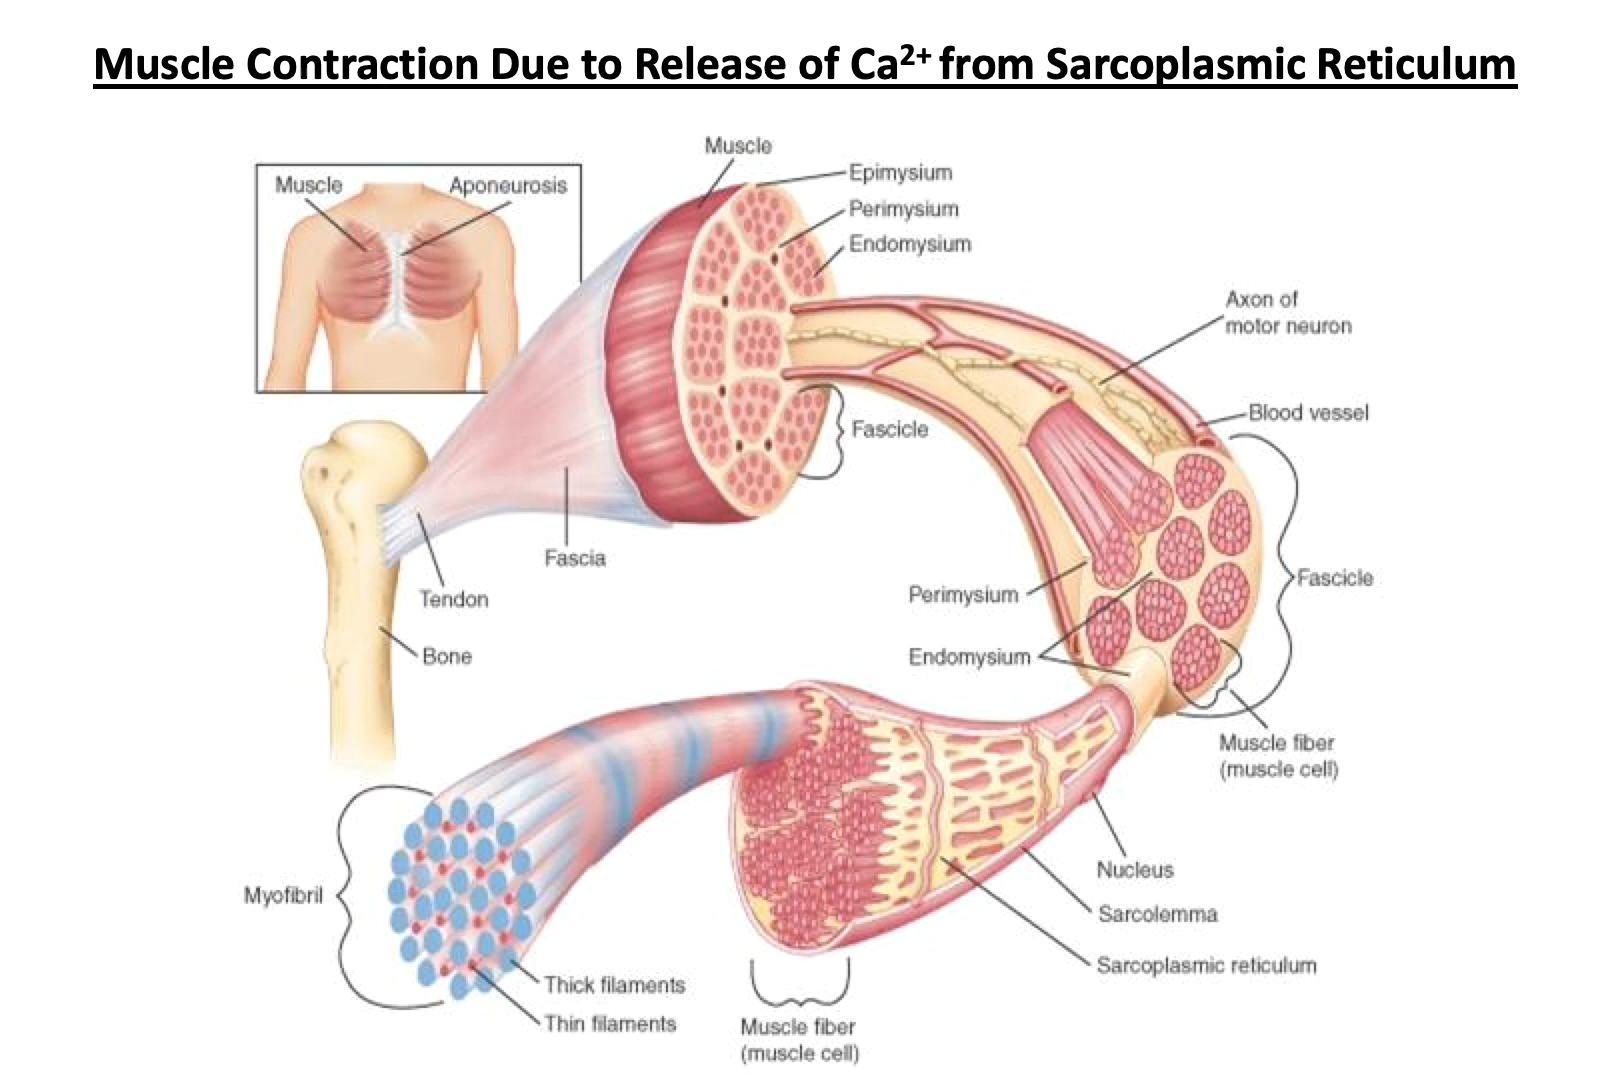 Muscle Contraction Due to Release of Ca²⁺ from Sarcoplasmic Reticulum
Muscle
Aponeurosis
Muscle
Epimysium
Perimysium
Endomysium
Axon of
motor neuron
Blood vessel
Fascicle
Fascia
Tendon
Bone
Perimysium
Endomysium
Fascicle
Muscle fiber
(muscle cell)
Nucleus
Sarcolemma
Sarcoplasmic reticulum
Myofibril
Thick filaments
Thin filaments
Muscle fiber
(muscle cell)